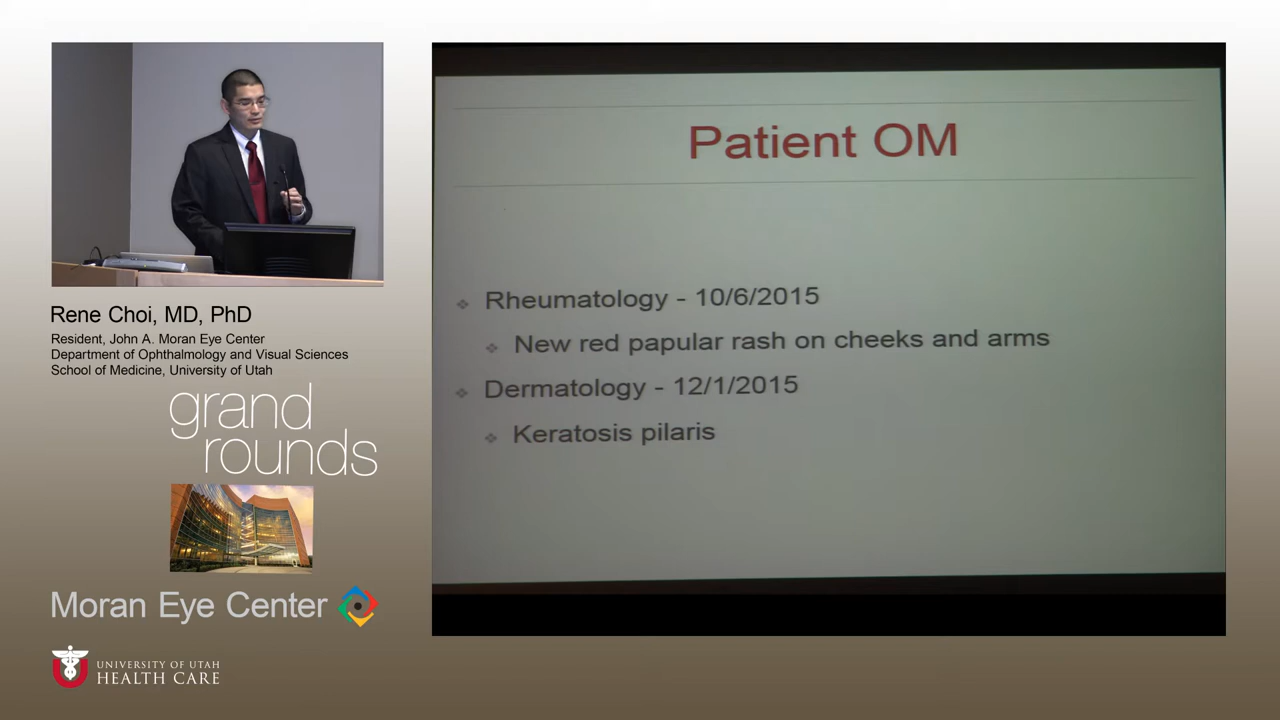 Patient OM
Rheumatology - 10/6/2015
New red papular rash on cheeks and arms
Dermatology - 12/1/2015
Keratosis pilaris
Rene Choi, MD, PhD
Resident, John A. Moran Eye Center
Department of Ophthalmology and Visual Sciences
School of Medicine, University of Utah
grand
rounds
Moran Eye Center
U
UNIVERSITY OF UTAH
HEALTH CARE